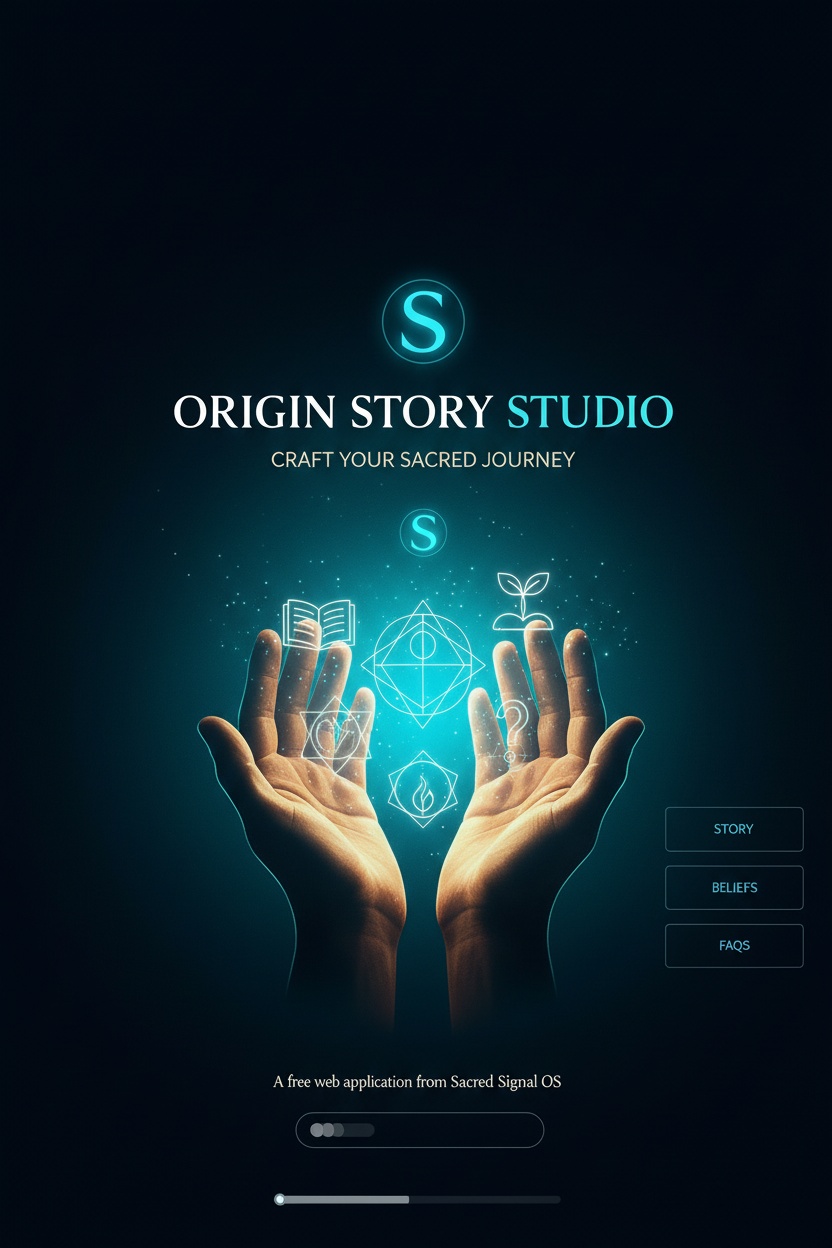 S
ORIGIN STORY STUDIO
CRAFT YOUR SACRED JOURNEY
S
?
STORY
BELIEFS
FAQS
A free web application from Sacred Signal OS